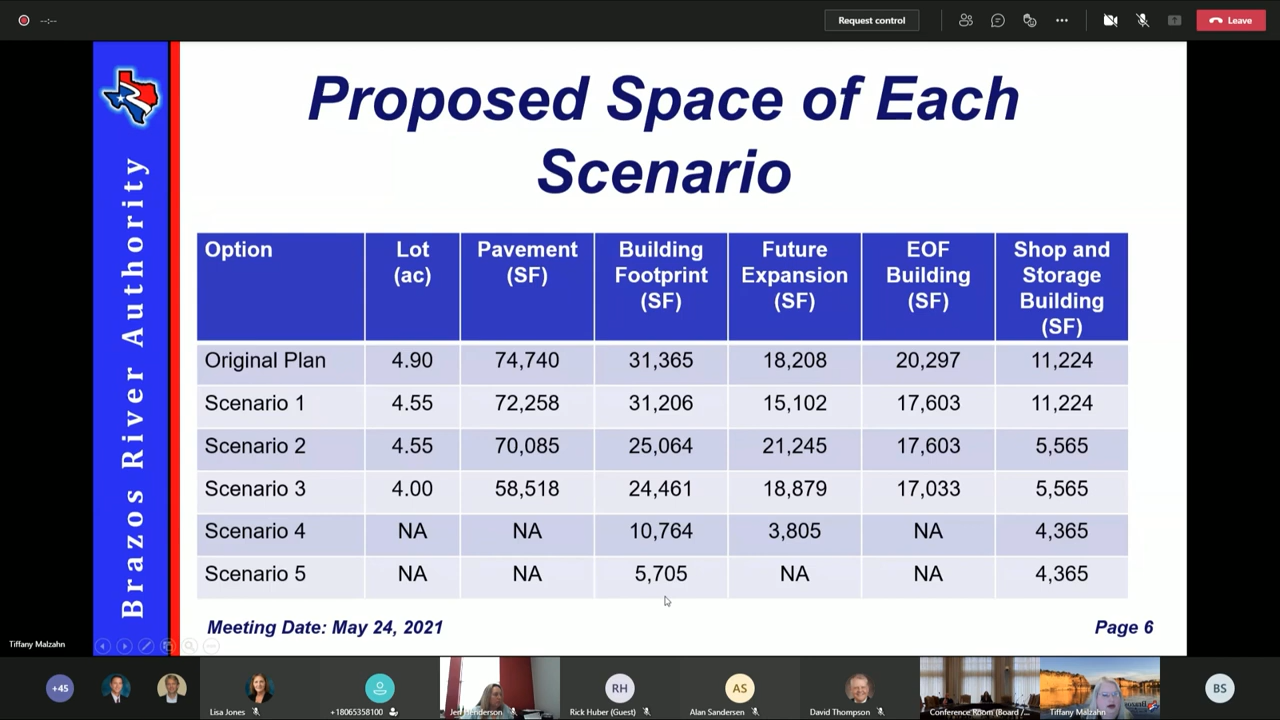 --:--
Request control
Leave
Brazos River Authority
Proposed Space of Each
Scenario
Option Lot (ac) Pavement (SF) Building Footprint (SF) Future Expansion (SF) EOF Building (SF) Shop and Storage Building (SF)
Original Plan 4.90 74,740 31,365 18,208 20,297 11,224
Scenario 1 4.55 72,258 31,206 15,102 17,603 11,224
Scenario 2 4.55 70,085 25,064 21,245 17,603 5,565
Scenario 3 4.00 58,518 24,461 18,879 17,033 5,565
Scenario 4 NA NA 10,764 3,805 NA 4,365
Scenario 5 NA NA 5,705 NA NA 4,365
Meeting Date: May 24, 2021
Page 6
Tiffany Malzahn
+45
Lisa Jones
+18065358100
Jen Henderson
RH
Rick Huber (Guest)
AS
Alan Sandersen
David Thompson
Conference Room (Board /...
Tiffany Malzahn
BS